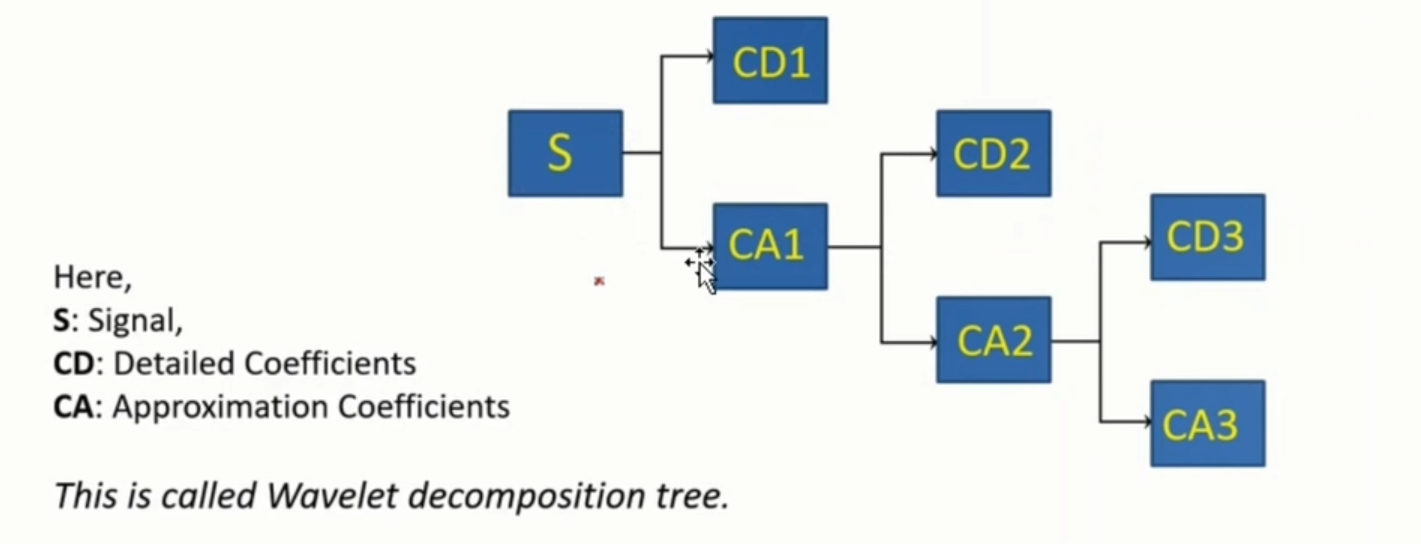 CD1
S
CD2
CA1
CD3
CA2
CA3
Here,
S: Signal,
CD: Detailed Coefficients
CA: Approximation Coefficients
This is called Wavelet decomposition tree.